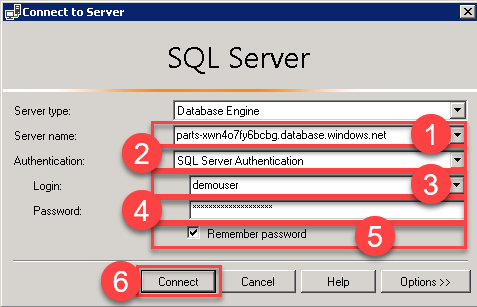 Connect to Server
SQL Server
Server type: Database Engine
Server name: parts-xwn4o7fy6bcbg.database.windows.net 1
2 Authentication: SQL Server Authentication
Login: demouser 3
4 Password: ********************
Remember password 5
6 Connect Cancel Help Options >>